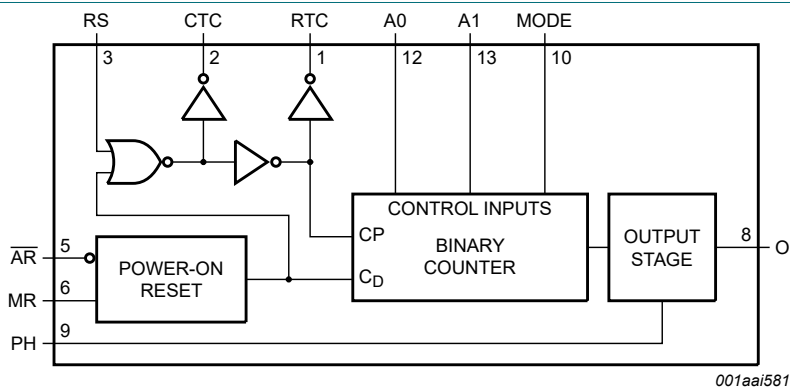 RS CTC RTC A0 A1 MODE
3 2 1 12 13 10
CONTROL INPUTS
CP
BINARY
COUNTER
OUTPUT
STAGE
8 O
AR 5
POWER-ON
RESET
CD
MR 6
PH 9
001aai581